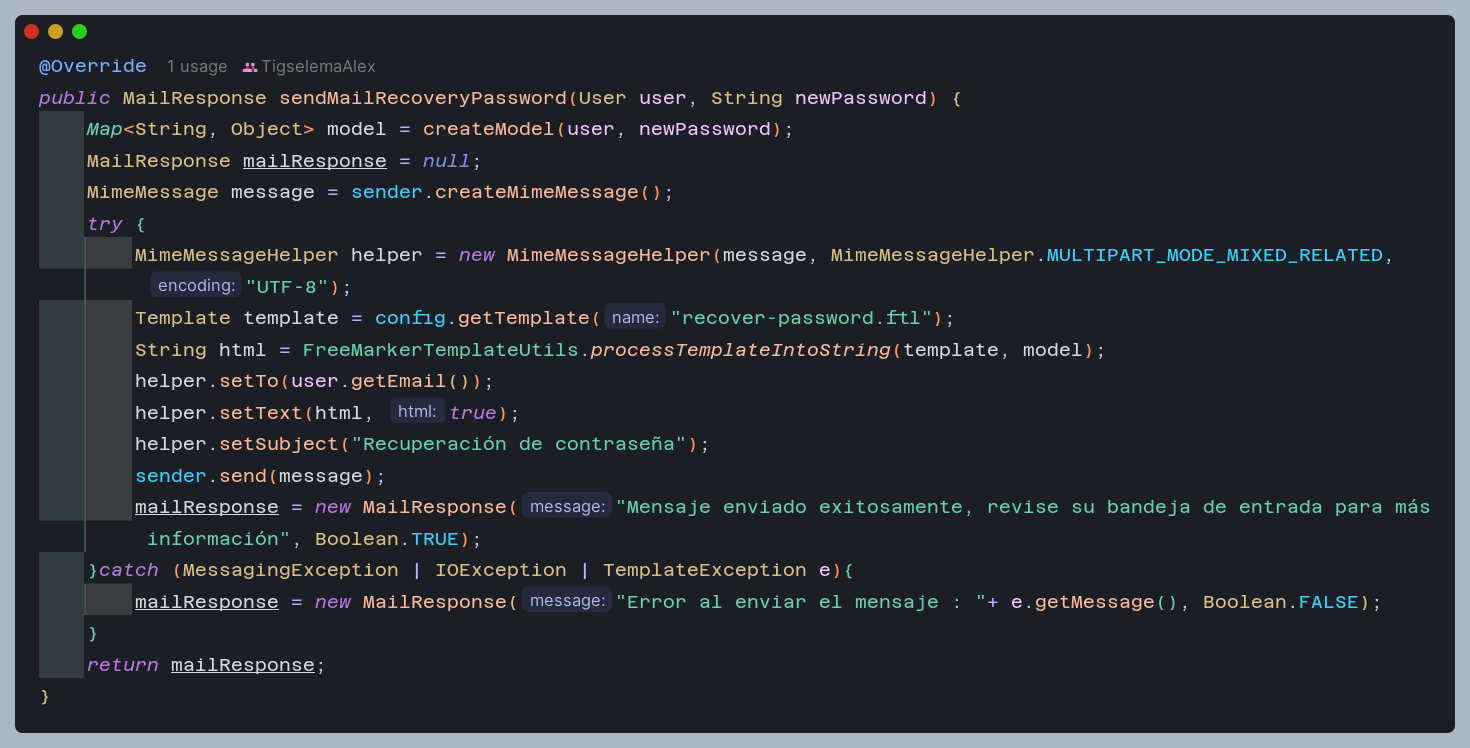 @Override 1 usage TigselemaAlex
public MailResponse sendMailRecoveryPassword(User user, String newPassword) {
Map<String, Object> model = createModel(user, newPassword);
MailResponse mailResponse = null;
MimeMessage message = sender.createMimeMessage();
try {
MimeMessageHelper helper = new MimeMessageHelper(message, MimeMessageHelper.MULTIPART_MODE_MIXED_RELATED,
encoding: "UTF-8");
Template template = config.getTemplate( name: "recover-password.ftl");
String html = FreeMarkerTemplateUtils.processTemplateIntoString(template, model);
helper.setTo(user.getEmail());
helper.setText(html, html: true);
helper.setSubject("Recuperación de contraseña");
sender.send(message);
mailResponse = new MailResponse( message: "Mensaje enviado exitosamente, revise su bandeja de entrada para más
información", Boolean.TRUE);
}catch (MessagingException | IOException | TemplateException e){
mailResponse = new MailResponse( message: "Error al enviar el mensaje : "+ e.getMessage(), Boolean.FALSE);
}
return mailResponse;
}